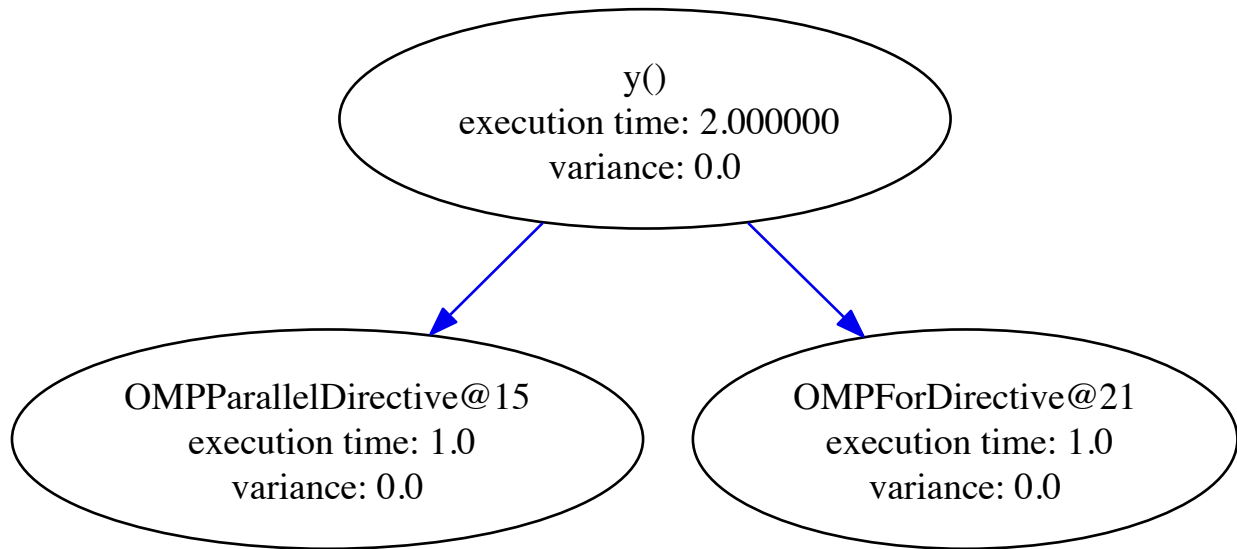 y()
execution time: 2.000000
variance: 0.0
OMPParallelDirective@15
execution time: 1.0
variance: 0.0
OMPForDirective@21
execution time: 1.0
variance: 0.0